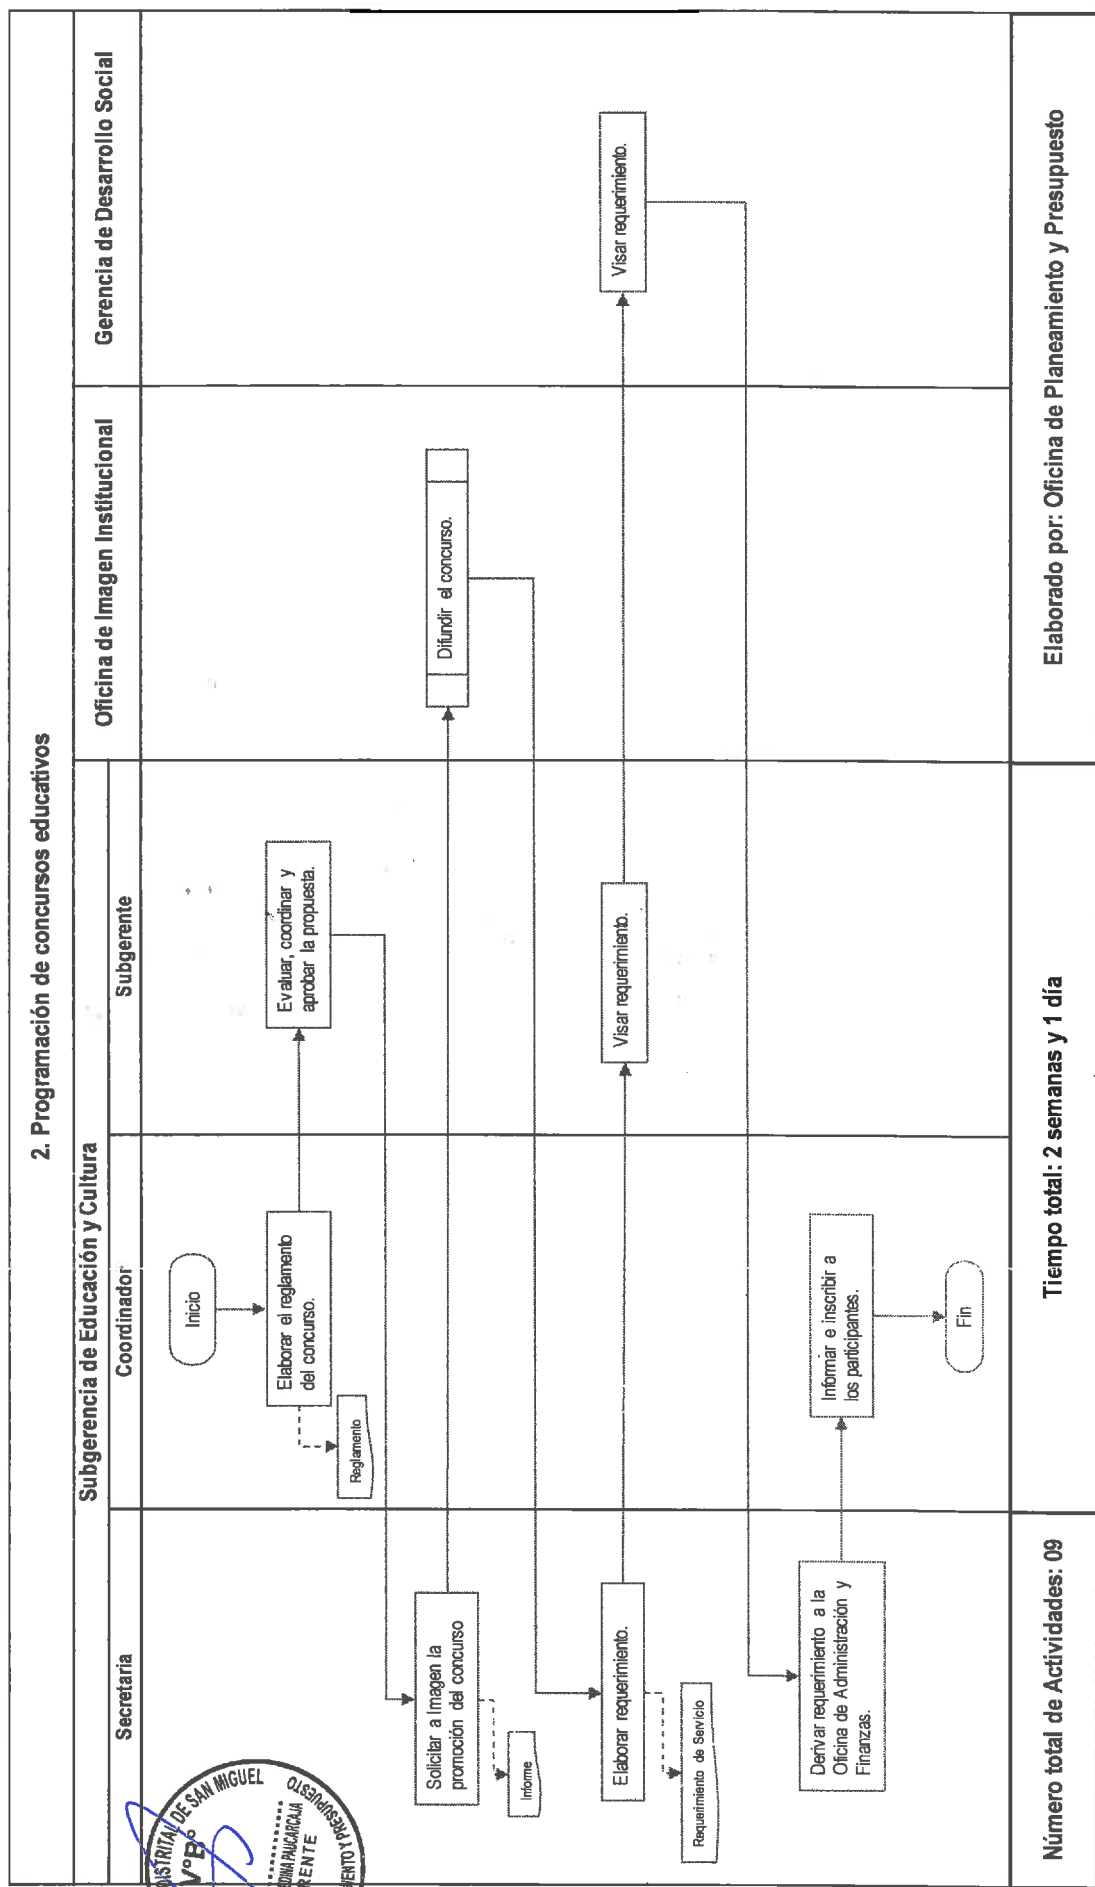 2. Programación de concursos educativos
Subgerencia de Educación y Cultura
Oficina de Imagen Institucional
Gerencia de Desarrollo Social
Secretaria
Coordinador
Subgerente
Inicio
Elaborar el reglamento
del concurso.
Reglamento
Evaluar, coordinar y
aprobar la propuesta.
Solicitar a Imagen la
promoción del concurso
Informe
Difundir el concurso.
Elaborar requerimiento.
Requerimiento de Servicio
Visar requerimiento.
Visar requerimiento.
Derivar requerimiento a la
Oficina de Administración y
Finanzas.
Informar e inscribir a
los participantes.
Fin
Número total de Actividades: 09
Tiempo total: 2 semanas y 1 día
Elaborado por: Oficina de Planeamiento y Presupuesto
DE SAN MIGUEL
V°B°
PAUCARCAJA
Y PRESUPUESTO